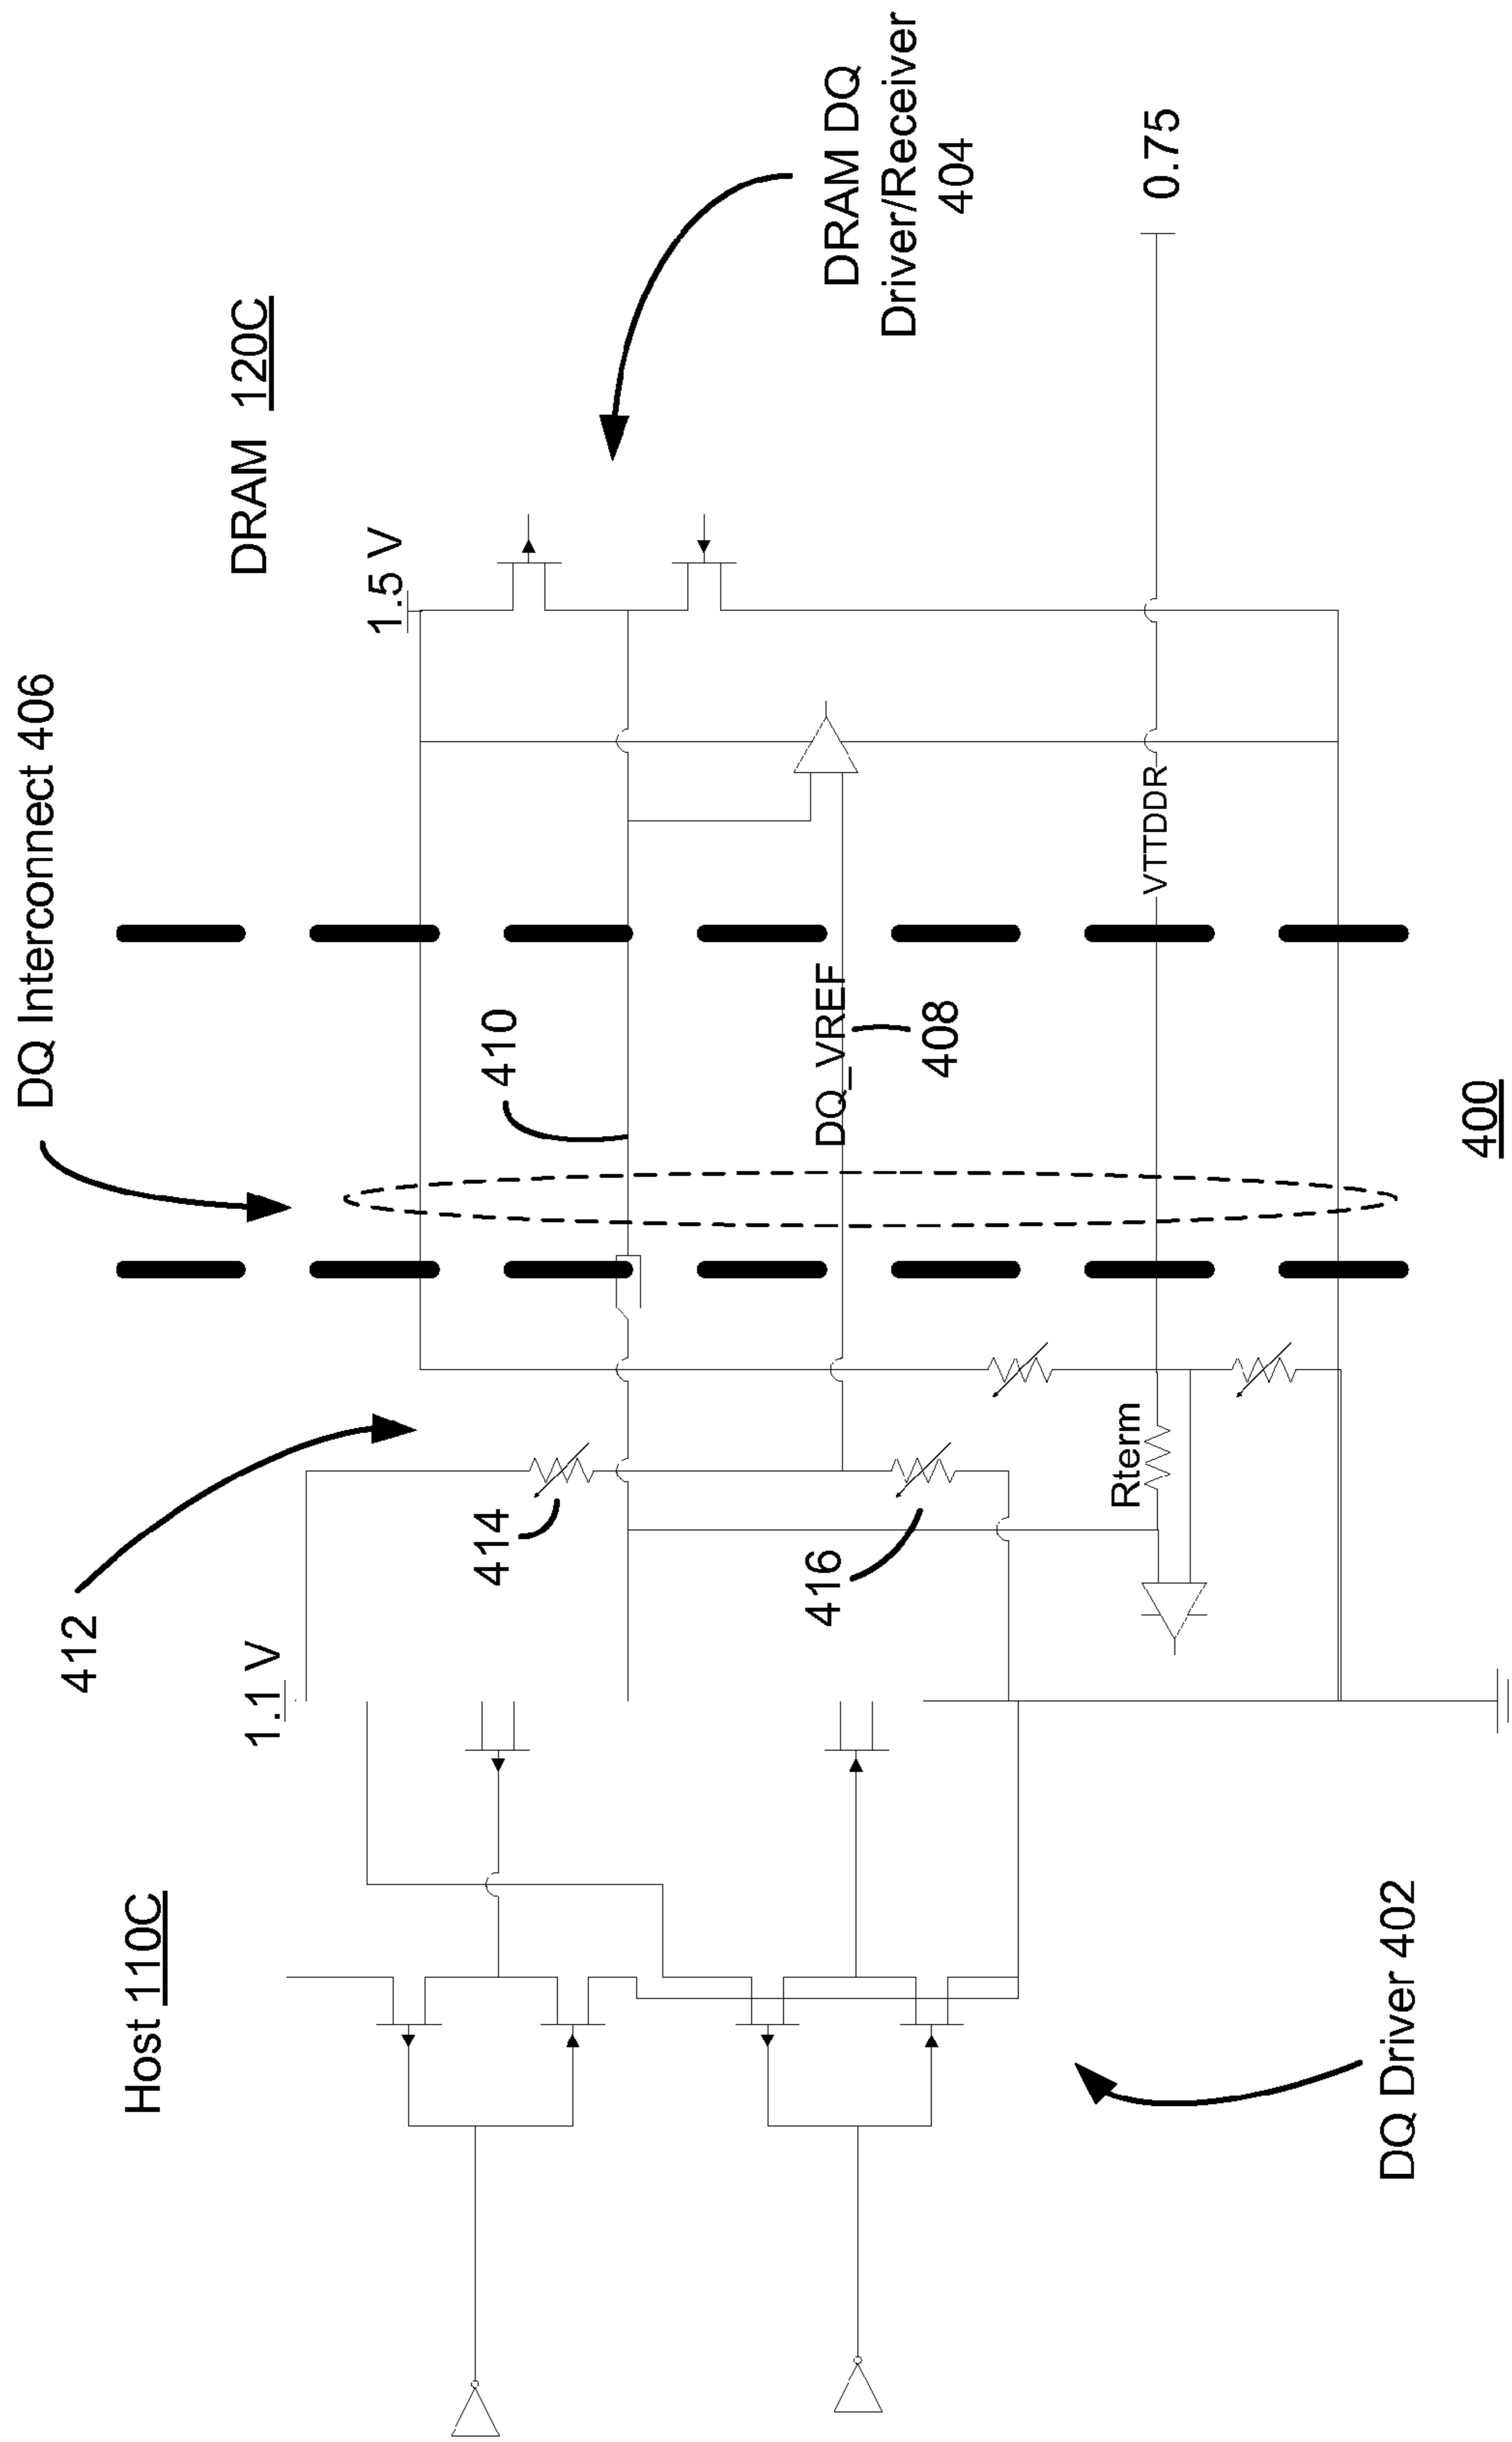 DQ Interconnect 406
DRAM 120C
1.5 V
DRAM DQ
Driver/Receiver
404
412
410
Host 110C
1.1 V
414
DQ_VREF
408
416
Rterm
VTTDDR
0.75
DQ Driver 402
400